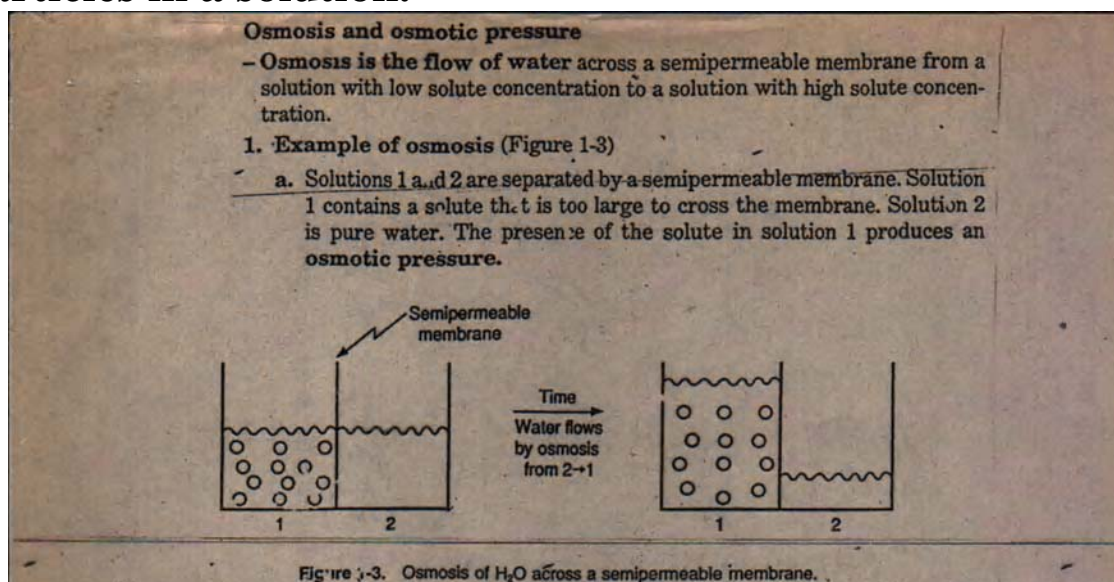 Osmosis and osmotic pressure
– Osmosis is the flow of water across a semipermeable membrane from a
solution with low solute concentration to a solution with high solute concen-
tration.
1. Example of osmosis (Figure 1-3)
a. Solutions 1 and 2 are separated by a semipermeable membrane. Solution
1 contains a solute that is too large to cross the membrane. Solution 2
is pure water. The presence of the solute in solution 1 produces an
osmotic pressure.
Semipermeable
membrane
Time
Water flows
by osmosis
from 2→1
1 2
1 2
Figure 1-3. Osmosis of H₂O across a semipermeable membrane.